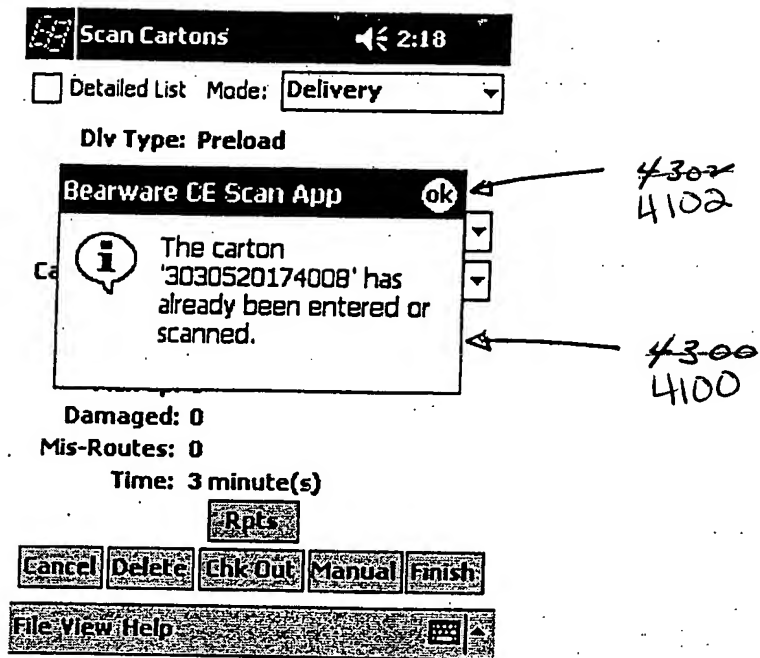 Scan Cartons 2:18
Detailed List Mode: Delivery
Dlv Type: Preload
Bearware CE Scan App ok
4302
4102
The carton
'3030520174008' has
already been entered or
scanned.
4300
4100
Damaged: 0
Mis-Routes: 0
Time: 3 minute(s)
Rpts
Cancel Delete Chk Out Manual Finish
File View Help